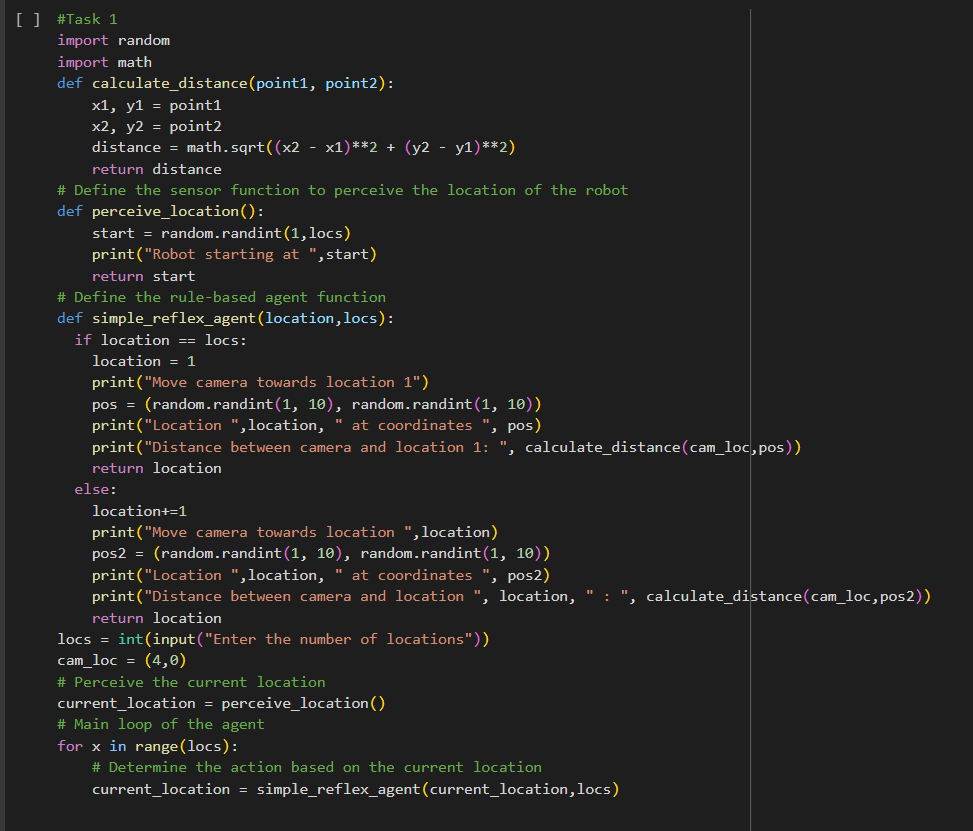 [ ] #Task 1
import random
import math
def calculate_distance(point1, point2):
    x1, y1 = point1
    x2, y2 = point2
    distance = math.sqrt((x2 - x1)**2 + (y2 - y1)**2)
    return distance
# Define the sensor function to perceive the location of the robot
def perceive_location():
    start = random.randint(1,locs)
    print("Robot starting at ",start)
    return start
# Define the rule-based agent function
def simple_reflex_agent(location,locs):
  if location == locs:
    location = 1
    print("Move camera towards location 1")
    pos = (random.randint(1, 10), random.randint(1, 10))
    print("Location ",location, " at coordinates ", pos)
    print("Distance between camera and location 1: ", calculate_distance(cam_loc,pos))
    return location
  else:
    location+=1
    print("Move camera towards location ",location)
    pos2 = (random.randint(1, 10), random.randint(1, 10))
    print("Location ",location, " at coordinates ", pos2)
    print("Distance between camera and location ", location, " : ", calculate_distance(cam_loc,pos2))
    return location
locs = int(input("Enter the number of locations"))
cam_loc = (4,0)
# Perceive the current location
current_location = perceive_location()
# Main loop of the agent
for x in range(locs):
    # Determine the action based on the current location
    current_location = simple_reflex_agent(current_location,locs)